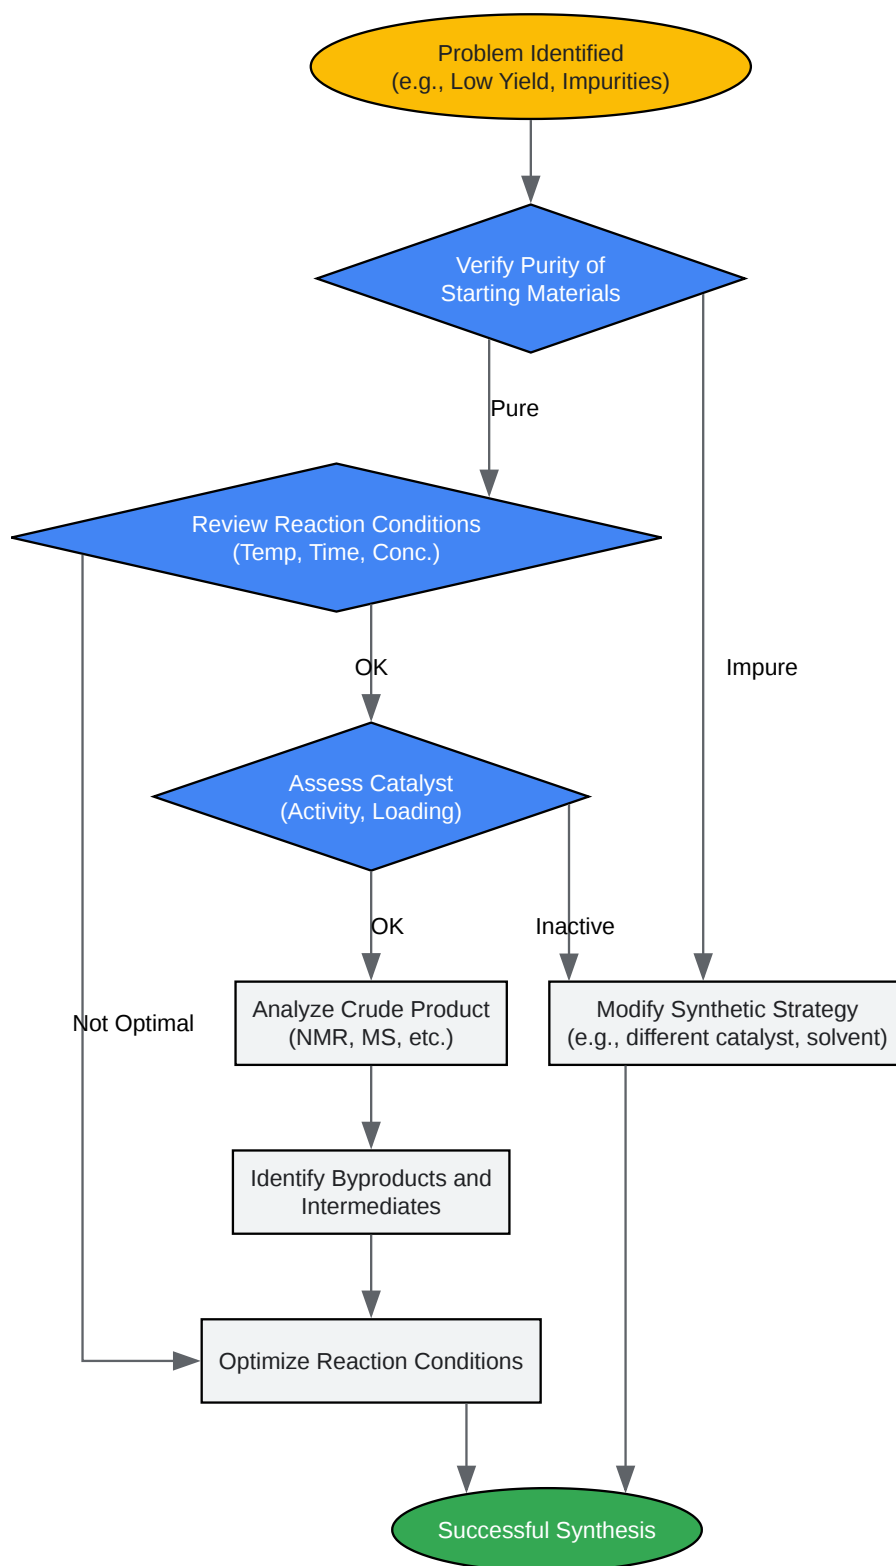 Problem Identified
(e.g., Low Yield, Impurities)
Verify Purity of
Starting Materials
Pure
Review Reaction Conditions
(Temp, Time, Conc.)
OK
Impure
Assess Catalyst
(Activity, Loading)
OK
Inactive
Analyze Crude Product
(NMR, MS, etc.)
Modify Synthetic Strategy
(e.g., different catalyst, solvent)
Not Optimal
Identify Byproducts and
Intermediates
Optimize Reaction Conditions
Successful Synthesis